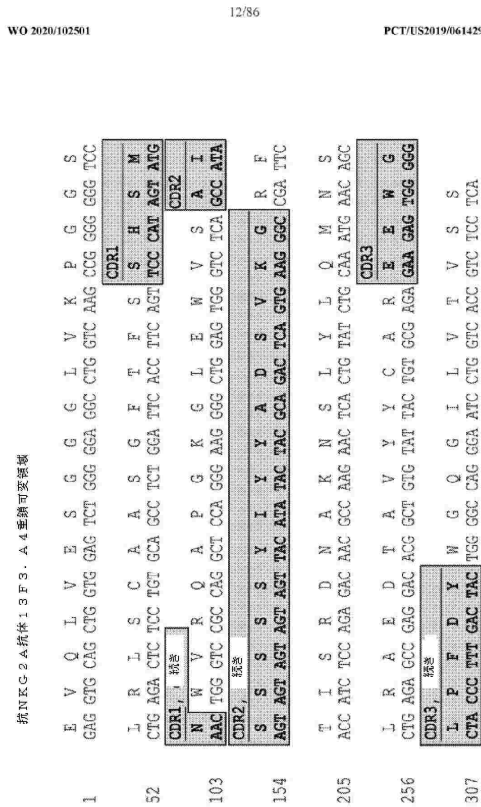 12/86
WO 2020/102501
PCT/US2019/061429
抗NKG2A抗体13F3.A4重鎖可変領域
E V Q L V E S G G G L V K P G G S
1 GAG GTG CAG CTG GTG GAG TCT GGG GGA GGC CTG GTC AAG CCG GGG GGG TCC
CDR1
L R L S C A A S G F T F S S H S M
52 CTG AGA CTC TCC TGT GCA GCC TCT GGA TTC ACC TTC AGT TCC CAT AGT ATG
CDR1, 続き CDR2
N W V R Q A P G K G L E W V S A I
103 AAC TGG GTC CGC CAG GCT CCA GGG AAG GGG CTG GAG TGG GTC TCA GCC ATA
CDR2, 続き
S S S S S Y I Y Y A D S V K G R F
154 AGT AGT AGT AGT AGT TAC ATA TAC TAC GCA GAC TCA GTG AAG GGC CGA TTC
T I S R D N A K N S L Y L Q M N S
205 ACC ATC TCC AGA GAC AAC GCC AAG AAC TCA CTG TAT CTG CAA ATG AAC AGC
CDR3
L R A E D T A V Y Y C A R E E W G
256 CTG AGA GCC GAG GAC ACG GCT GTG TAT TAC TGT GCG AGA GAA GAG TGG GGG
CDR3, 続き
L P F D Y W G Q G I L V T V S S
307 CTA CCC TTT GAC TAC TGG GGC CAG GGA ATC CTG GTC ACC GTC TCC TCA